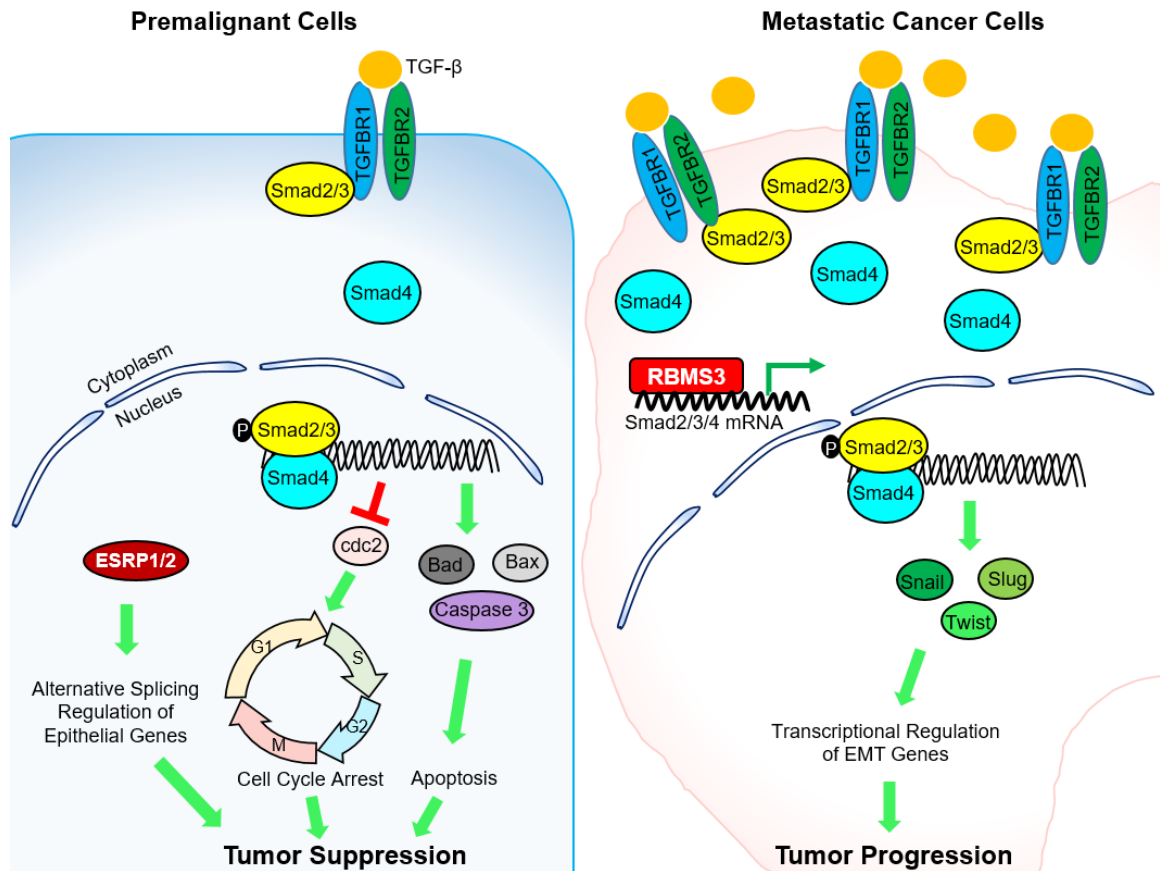 Premalignant Cells
TGF-β
TGFBR1
TGFBR2
Smad2/3
Smad4
Cytoplasm
Nucleus
P
Smad2/3
Smad4
ESRP1/2
cdc2
Bad
Bax
Caspase 3
G1
S
G2
M
Alternative Splicing
Regulation of
Epithelial Genes
Cell Cycle Arrest
Apoptosis
Tumor Suppression
Metastatic Cancer Cells
TGFBR1
TGFBR2
TGFBR1
TGFBR2
TGFBR1
TGFBR2
Smad2/3
Smad2/3
Smad2/3
Smad4
Smad4
Smad4
RBMS3
Smad2/3/4 mRNA
P
Smad2/3
Smad4
Snail
Slug
Twist
Transcriptional Regulation
of EMT Genes
Tumor Progression